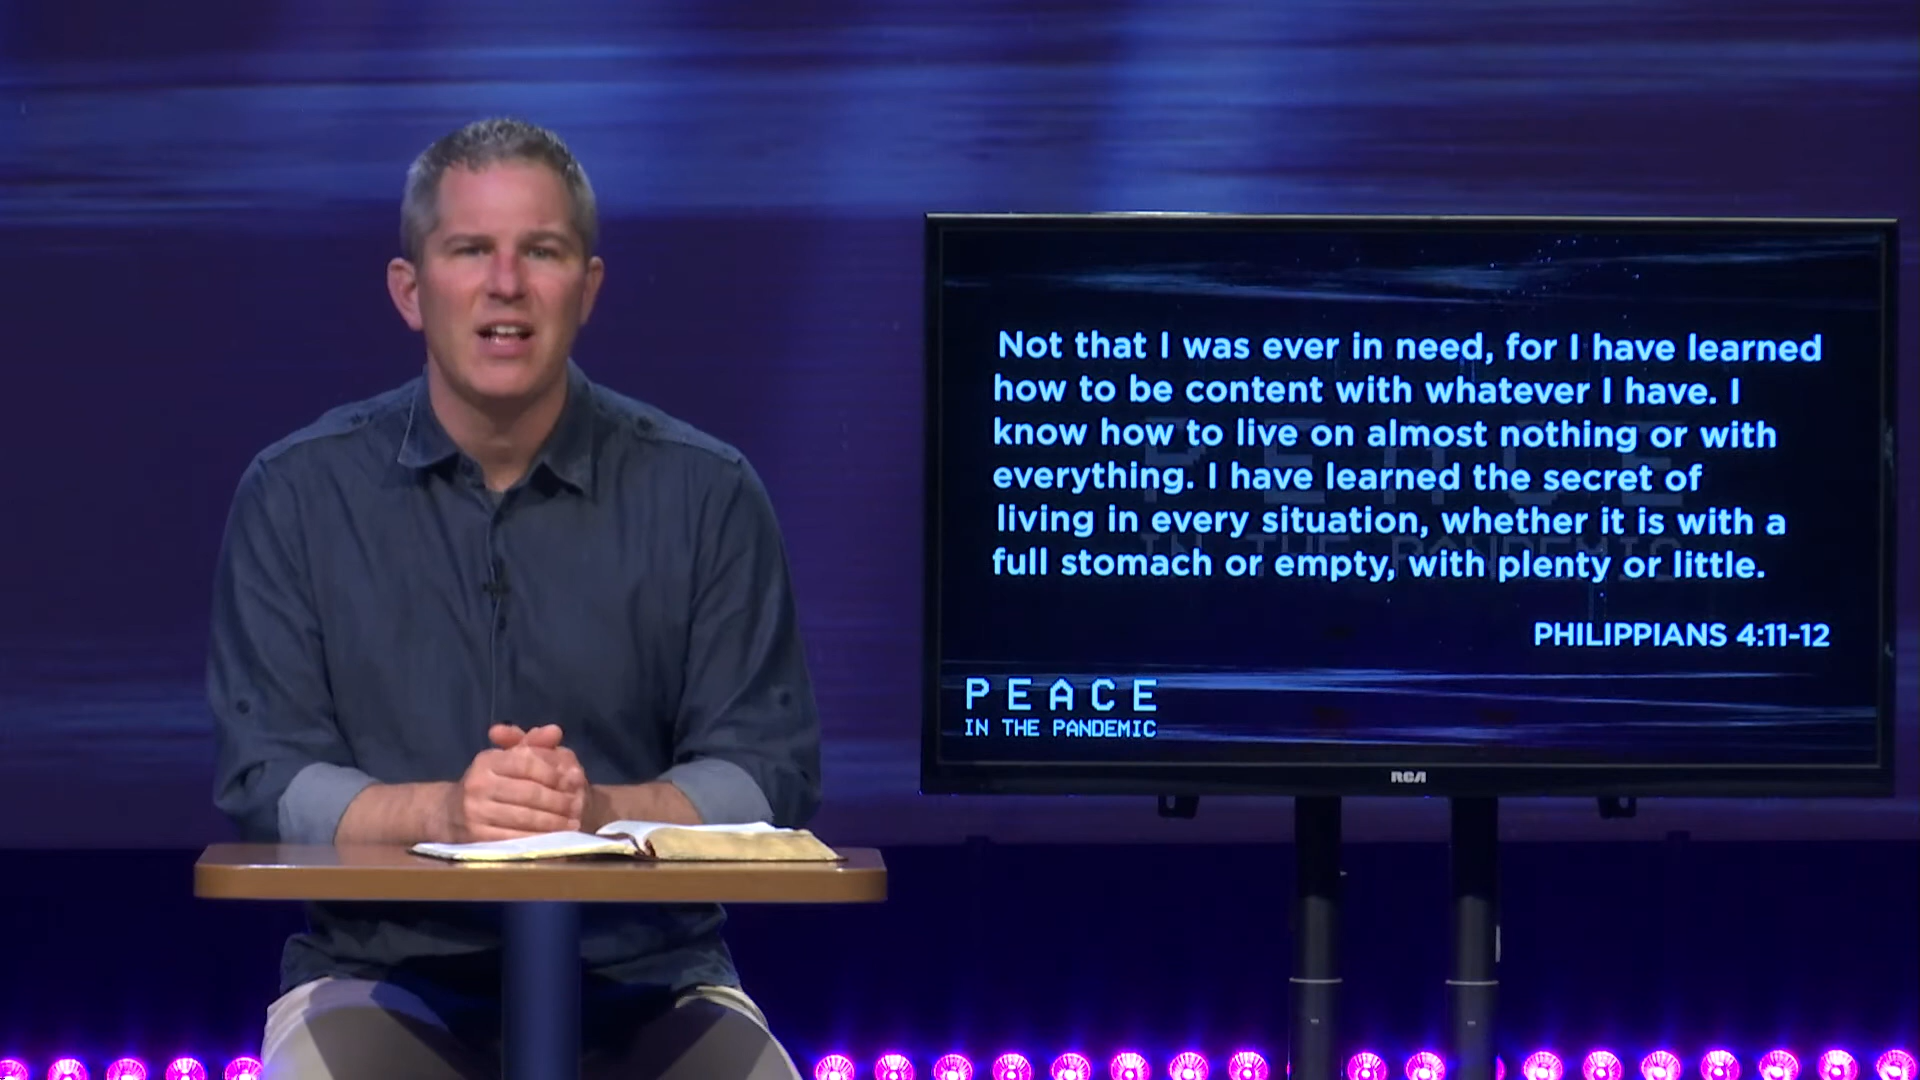 Not that I was ever in need, for I have learned
how to be content with whatever I have. I
know how to live on almost nothing or with
everything. I have learned the secret of
living in every situation, whether it is with a
full stomach or empty, with plenty or little.
PHILIPPIANS 4:11-12
PEACE
IN THE PANDEMIC
RCA